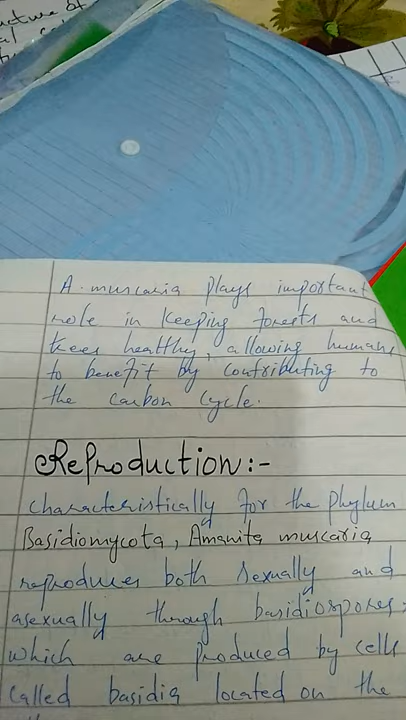 ucture of
A. muscaria plays important
role in keeping forests and
trees healthy, allowing humans
to benefit by contributing to
the carbon cycle.
Reproduction:-
Characteristically for the phylum
Basidiomycota, Amanita muscaria
reproduces both sexually and
asexually through basidiospores.
which are produced by cells
called basidia located on the